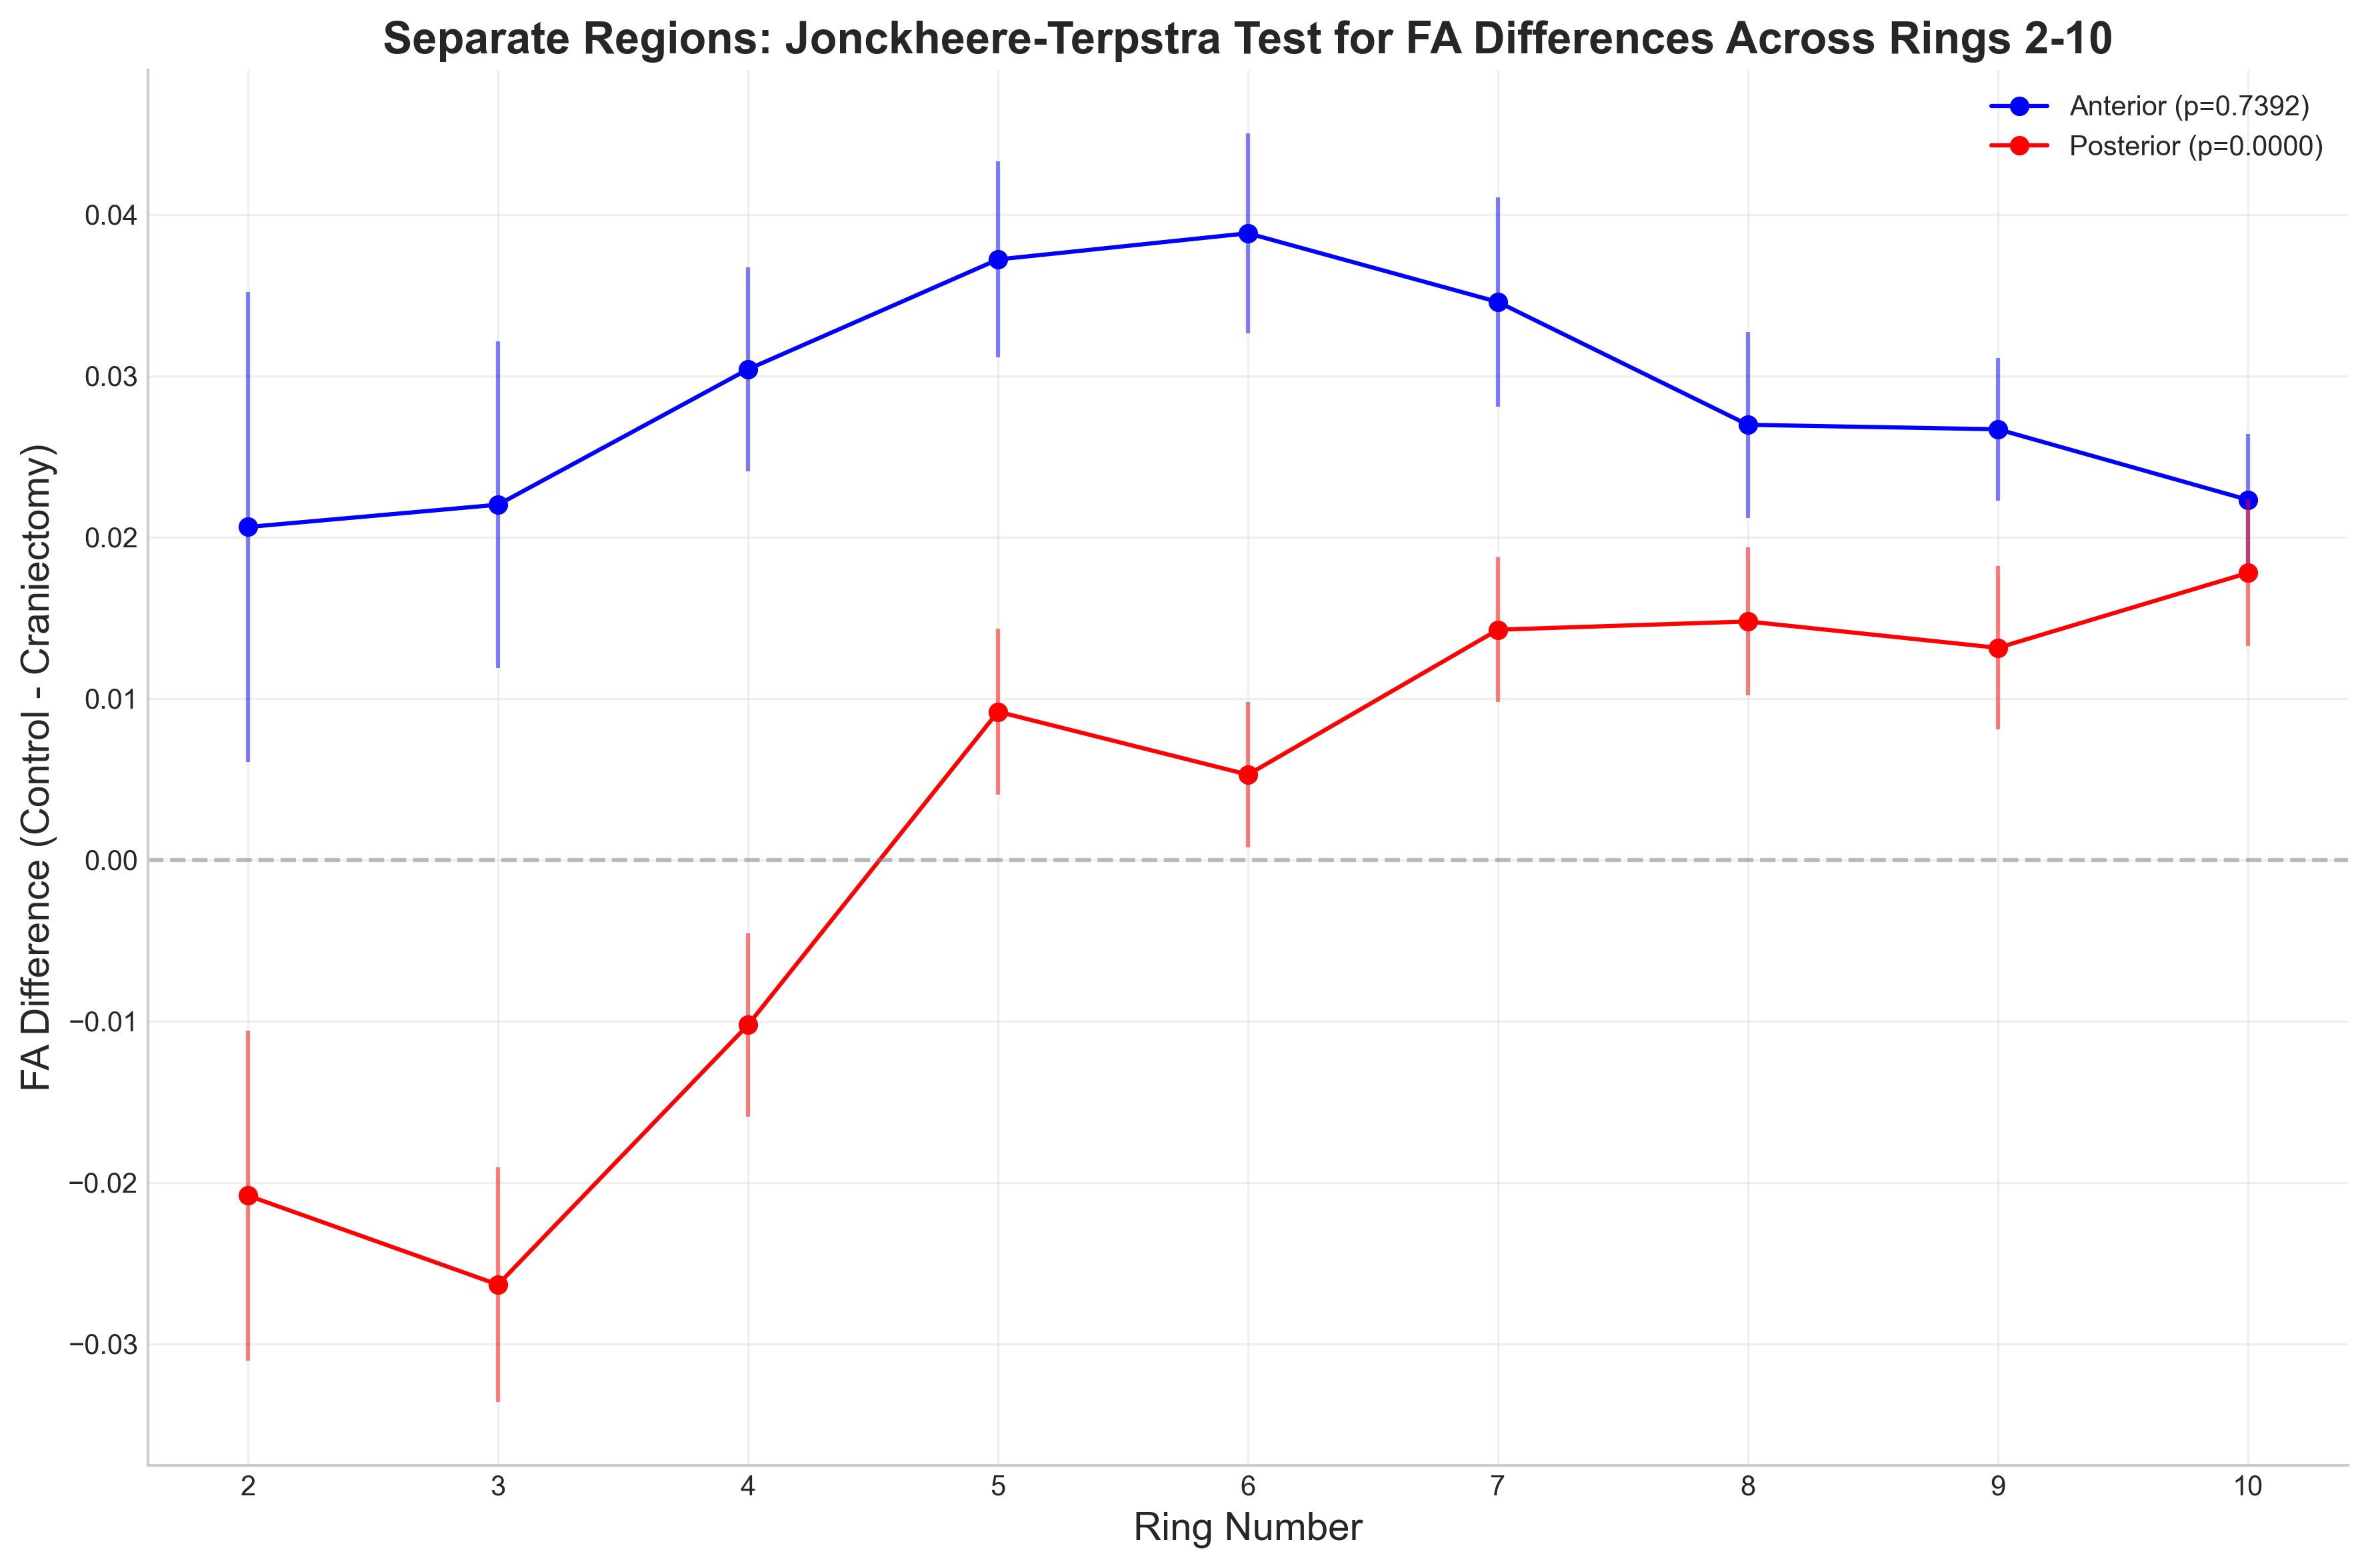 Separate Regions: Jonckheere-Terpstra Test for FA Differences Across Rings 2-10
Anterior (p=0.7392)
Posterior (p=0.0000)
FA Difference (Control - Craniectomy)
0.04
0.03
0.02
0.01
0.00
−0.01
−0.02
−0.03
2 3 4 5 6 7 8 9 10
Ring Number